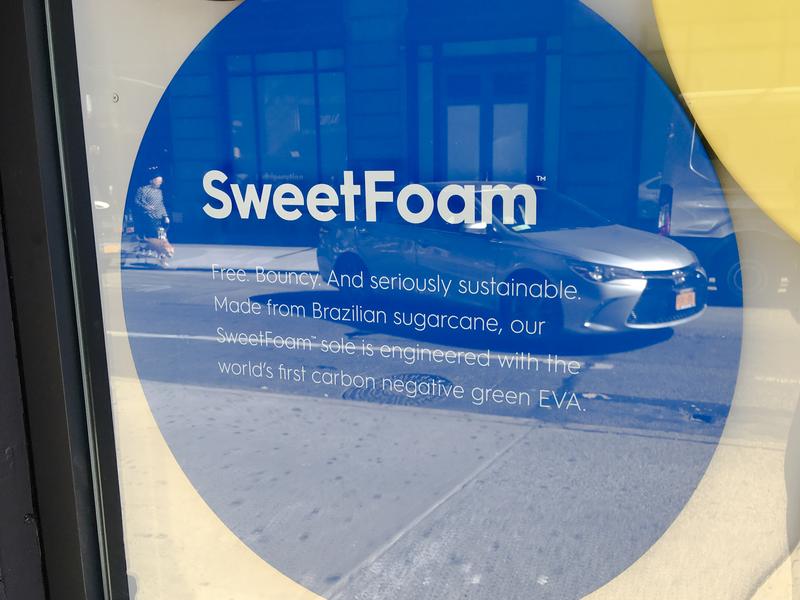 SweetFoam™
Free. Bouncy. And seriously sustainable.
Made from Brazilian sugarcane, our
SweetFoam™ sole is engineered with the
world's first carbon negative green EVA.